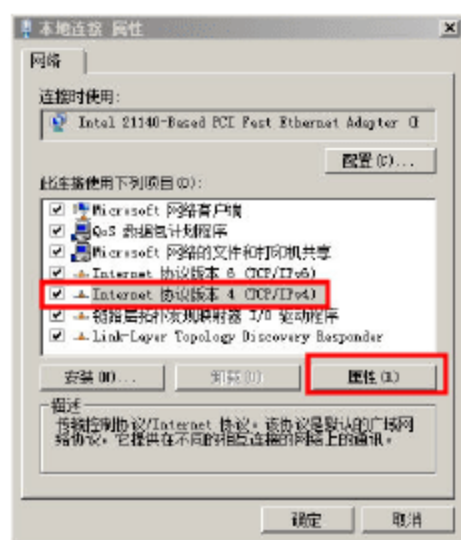 本地连接 属性
网络
连接时使用:
Intel 21140-Based PCI Fast Ethernet Adapter (
配置(C)...
此连接使用下列项目(O):
Microsoft 网络客户端
QoS 数据包计划程序
Microsoft 网络的文件和打印机共享
Internet 协议版本 6 (TCP/IPv6)
Internet 协议版本 4 (TCP/IPv4)
链路层拓扑发现映射器 I/O 驱动程序
Link-Layer Topology Discovery Responder
安装(N)...
卸载(U)
属性(R)
描述
传输控制协议/Internet 协议。该协议是默认的广域网
络协议，它提供在不同的相互连接的网络上的通讯。
确定
取消